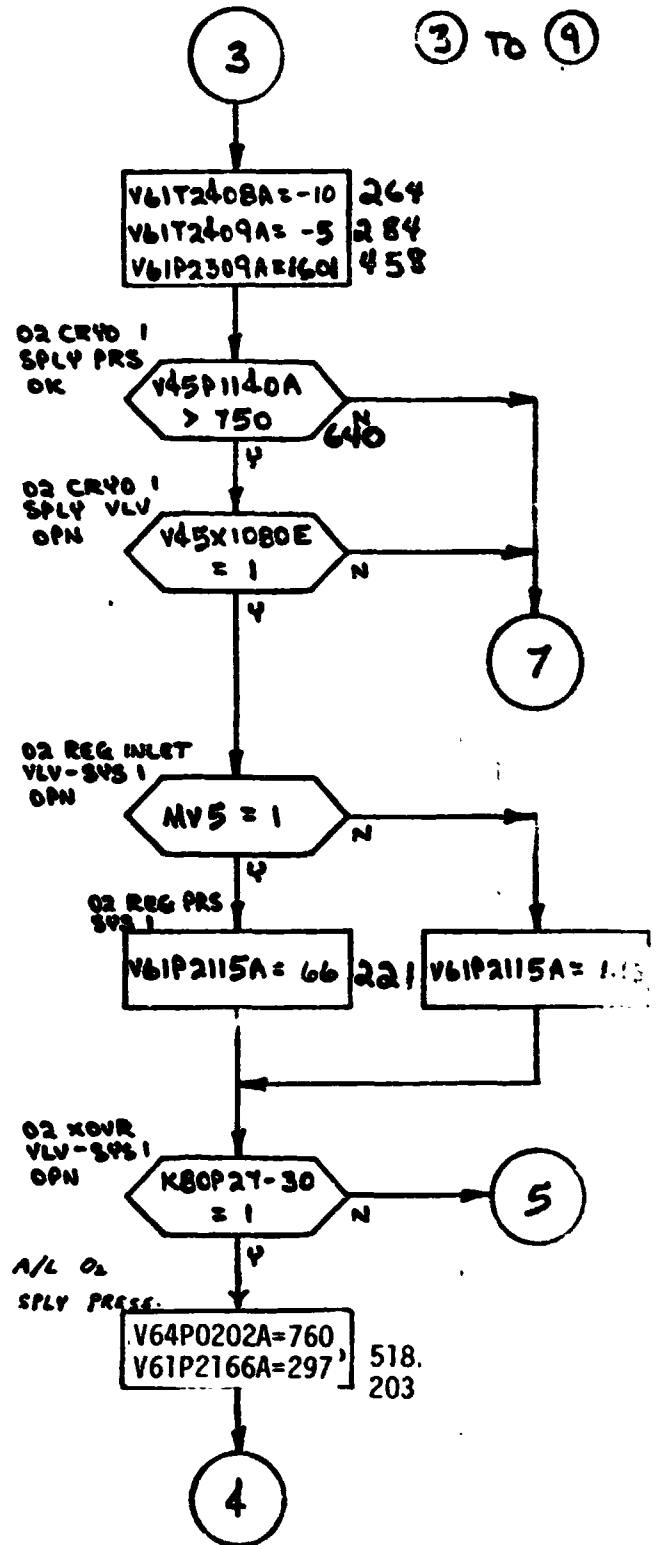 3
3 TO 9
V61T2408A=-10 264
V61T2409A= -5 284
V61P2309A=1601 458
O2 CRYO 1
SPLY PRS
OK
V45P1140A
> 750
N
640
Y
O2 CRYO 1
SPLY VLV
OPN
V45X1080E
= 1
N
Y
7
O2 REG INLET
VLV-SYS 1
OPN
MV5 = 1
N
Y
O2 REG PRS
SYS 1
V61P2115A= 66 221
V61P2115A=
O2 XOVR
VLV-SYS 1
OPN
K80P27-30
= 1
N
5
Y
A/L O2
SPLY PRESS.
V64P0202A=760
V61P2166A=297
518.
203
4